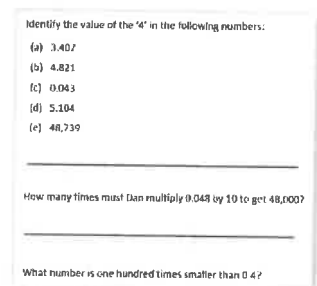 Identify the value of the '4' in the following numbers:
(a) 3.407
(b) 4.821
(c) 0.043
(d) 5.104
(e) 48,739
How many times must Dan multiply 0.048 by 10 to get 48,000?
What number is one hundred times smaller than 0.4?